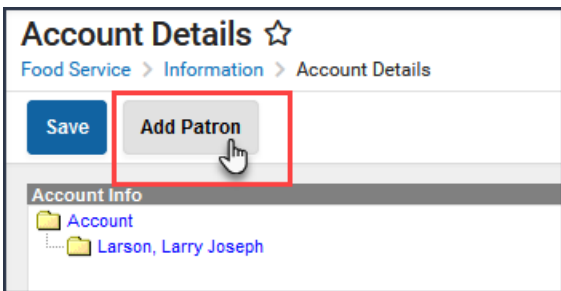 Account Details
Food Service > Information > Account Details
Save Add Patron
Account Info
Account
Larson, Larry Joseph